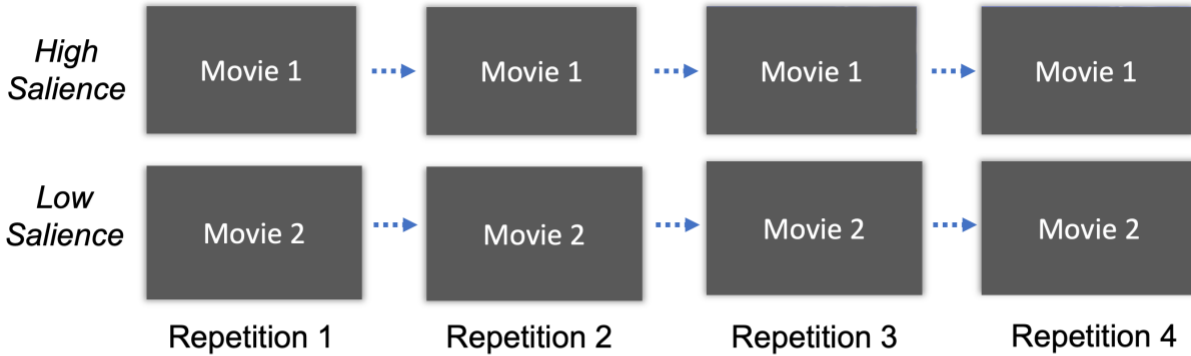 High
Salience
Movie 1
Movie 1
Movie 1
Movie 1
Low
Salience
Movie 2
Movie 2
Movie 2
Movie 2
Repetition 1
Repetition 2
Repetition 3
Repetition 4